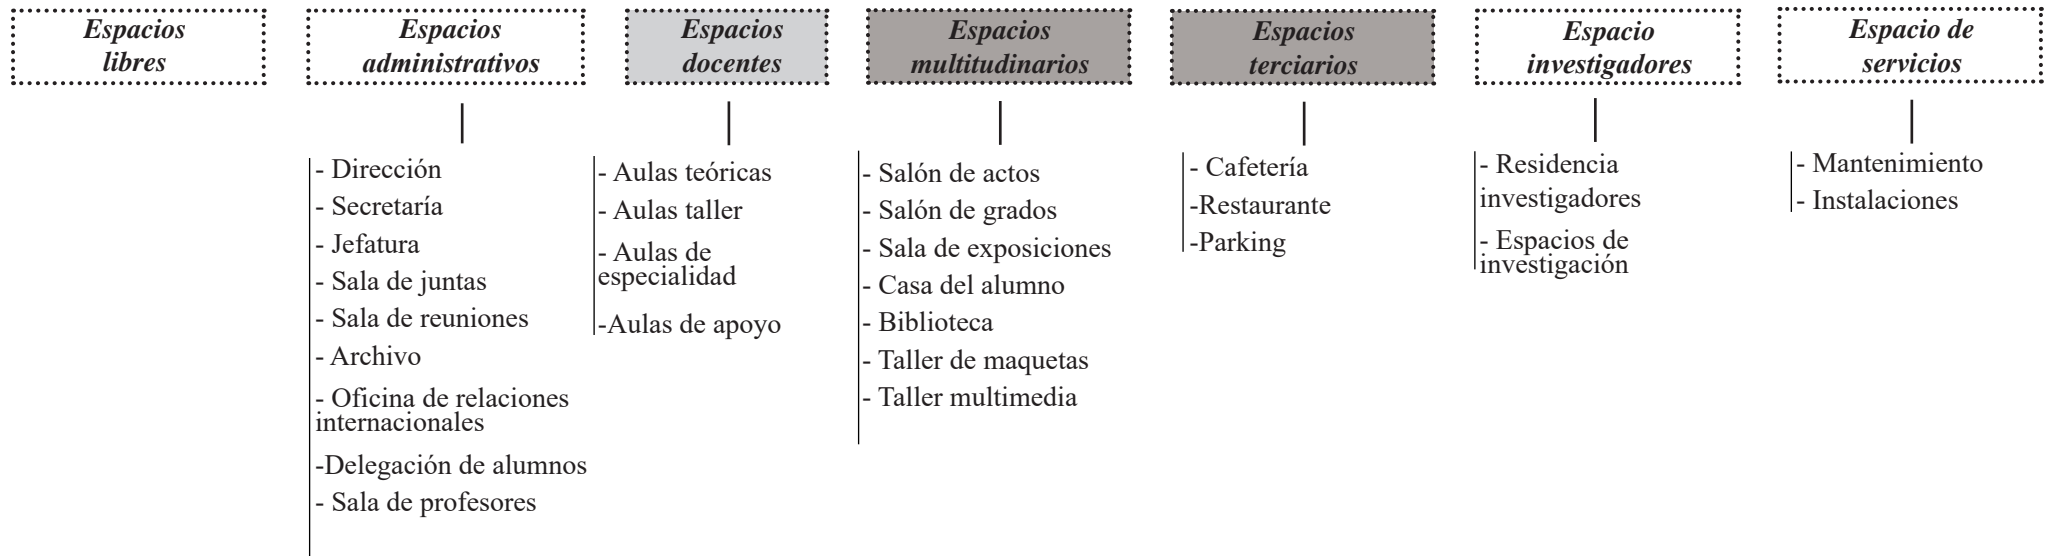 Espacios
libres
Espacios
administrativos
- Dirección
- Secretaría
- Jefatura
- Sala de juntas
- Sala de reuniones
- Archivo
- Oficina de relaciones
internacionales
-Delegación de alumnos
- Sala de profesores
Espacios
docentes
- Aulas teóricas
- Aulas taller
- Aulas de
especialidad
-Aulas de apoyo
Espacios
multitudinarios
- Salón de actos
- Salón de grados
- Sala de exposiciones
- Casa del alumno
- Biblioteca
- Taller de maquetas
- Taller multimedia
Espacios
terciarios
- Cafetería
-Restaurante
-Parking
Espacio
investigadores
- Residencia
investigadores
- Espacios de
investigación
Espacio de
servicios
- Mantenimiento
- Instalaciones